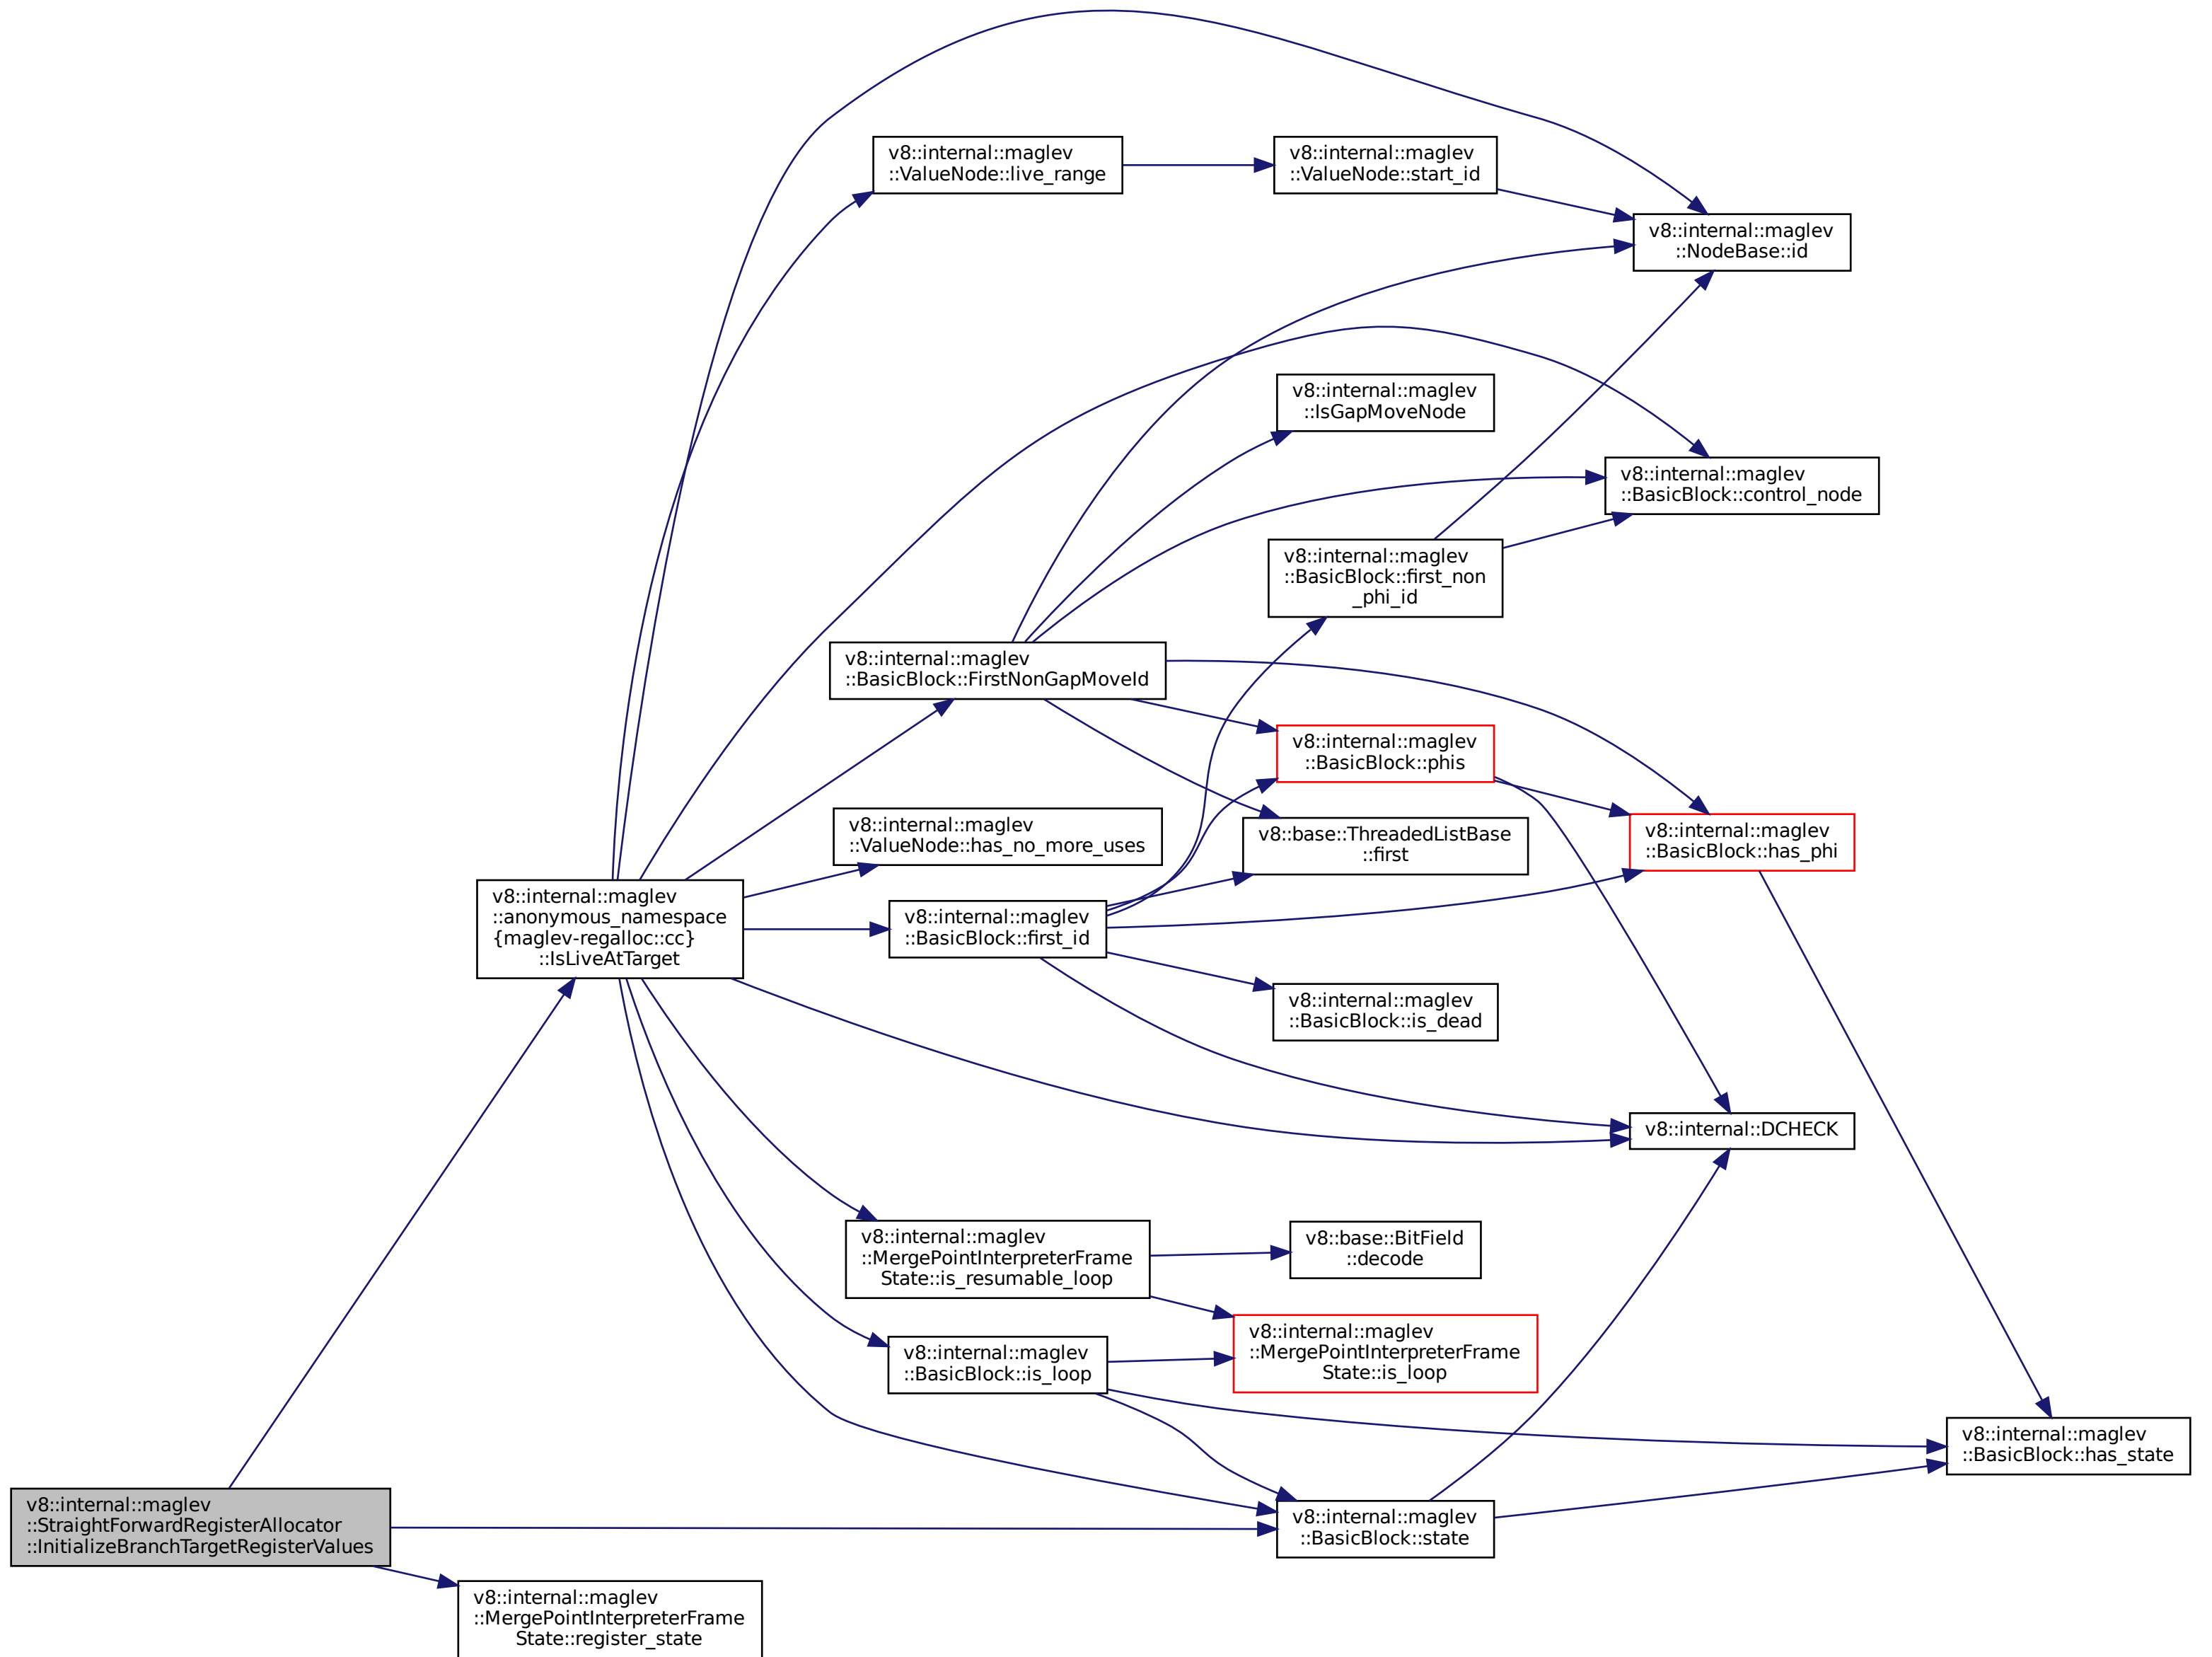 v8::internal::maglev
::ValueNode::live_range
v8::internal::maglev
::ValueNode::start_id
v8::internal::maglev
::NodeBase::id
v8::internal::maglev
::IsGapMoveNode
v8::internal::maglev
::BasicBlock::control_node
v8::internal::maglev
::BasicBlock::first_non
_phi_id
v8::internal::maglev
::BasicBlock::FirstNonGapMoveId
v8::internal::maglev
::BasicBlock::phis
v8::internal::maglev
::ValueNode::has_no_more_uses
v8::base::ThreadedListBase
::first
v8::internal::maglev
::BasicBlock::has_phi
v8::internal::maglev
::anonymous_namespace
{maglev-regalloc::cc}
::IsLiveAtTarget
v8::internal::maglev
::BasicBlock::first_id
v8::internal::maglev
::BasicBlock::is_dead
v8::internal::DCHECK
v8::internal::maglev
::MergePointInterpreterFrame
State::is_resumable_loop
v8::base::BitField
::decode
v8::internal::maglev
::BasicBlock::is_loop
v8::internal::maglev
::MergePointInterpreterFrame
State::is_loop
v8::internal::maglev
::BasicBlock::has_state
v8::internal::maglev
::StraightForwardRegisterAllocator
::InitializeBranchTargetRegisterValues
v8::internal::maglev
::BasicBlock::state
v8::internal::maglev
::MergePointInterpreterFrame
State::register_state